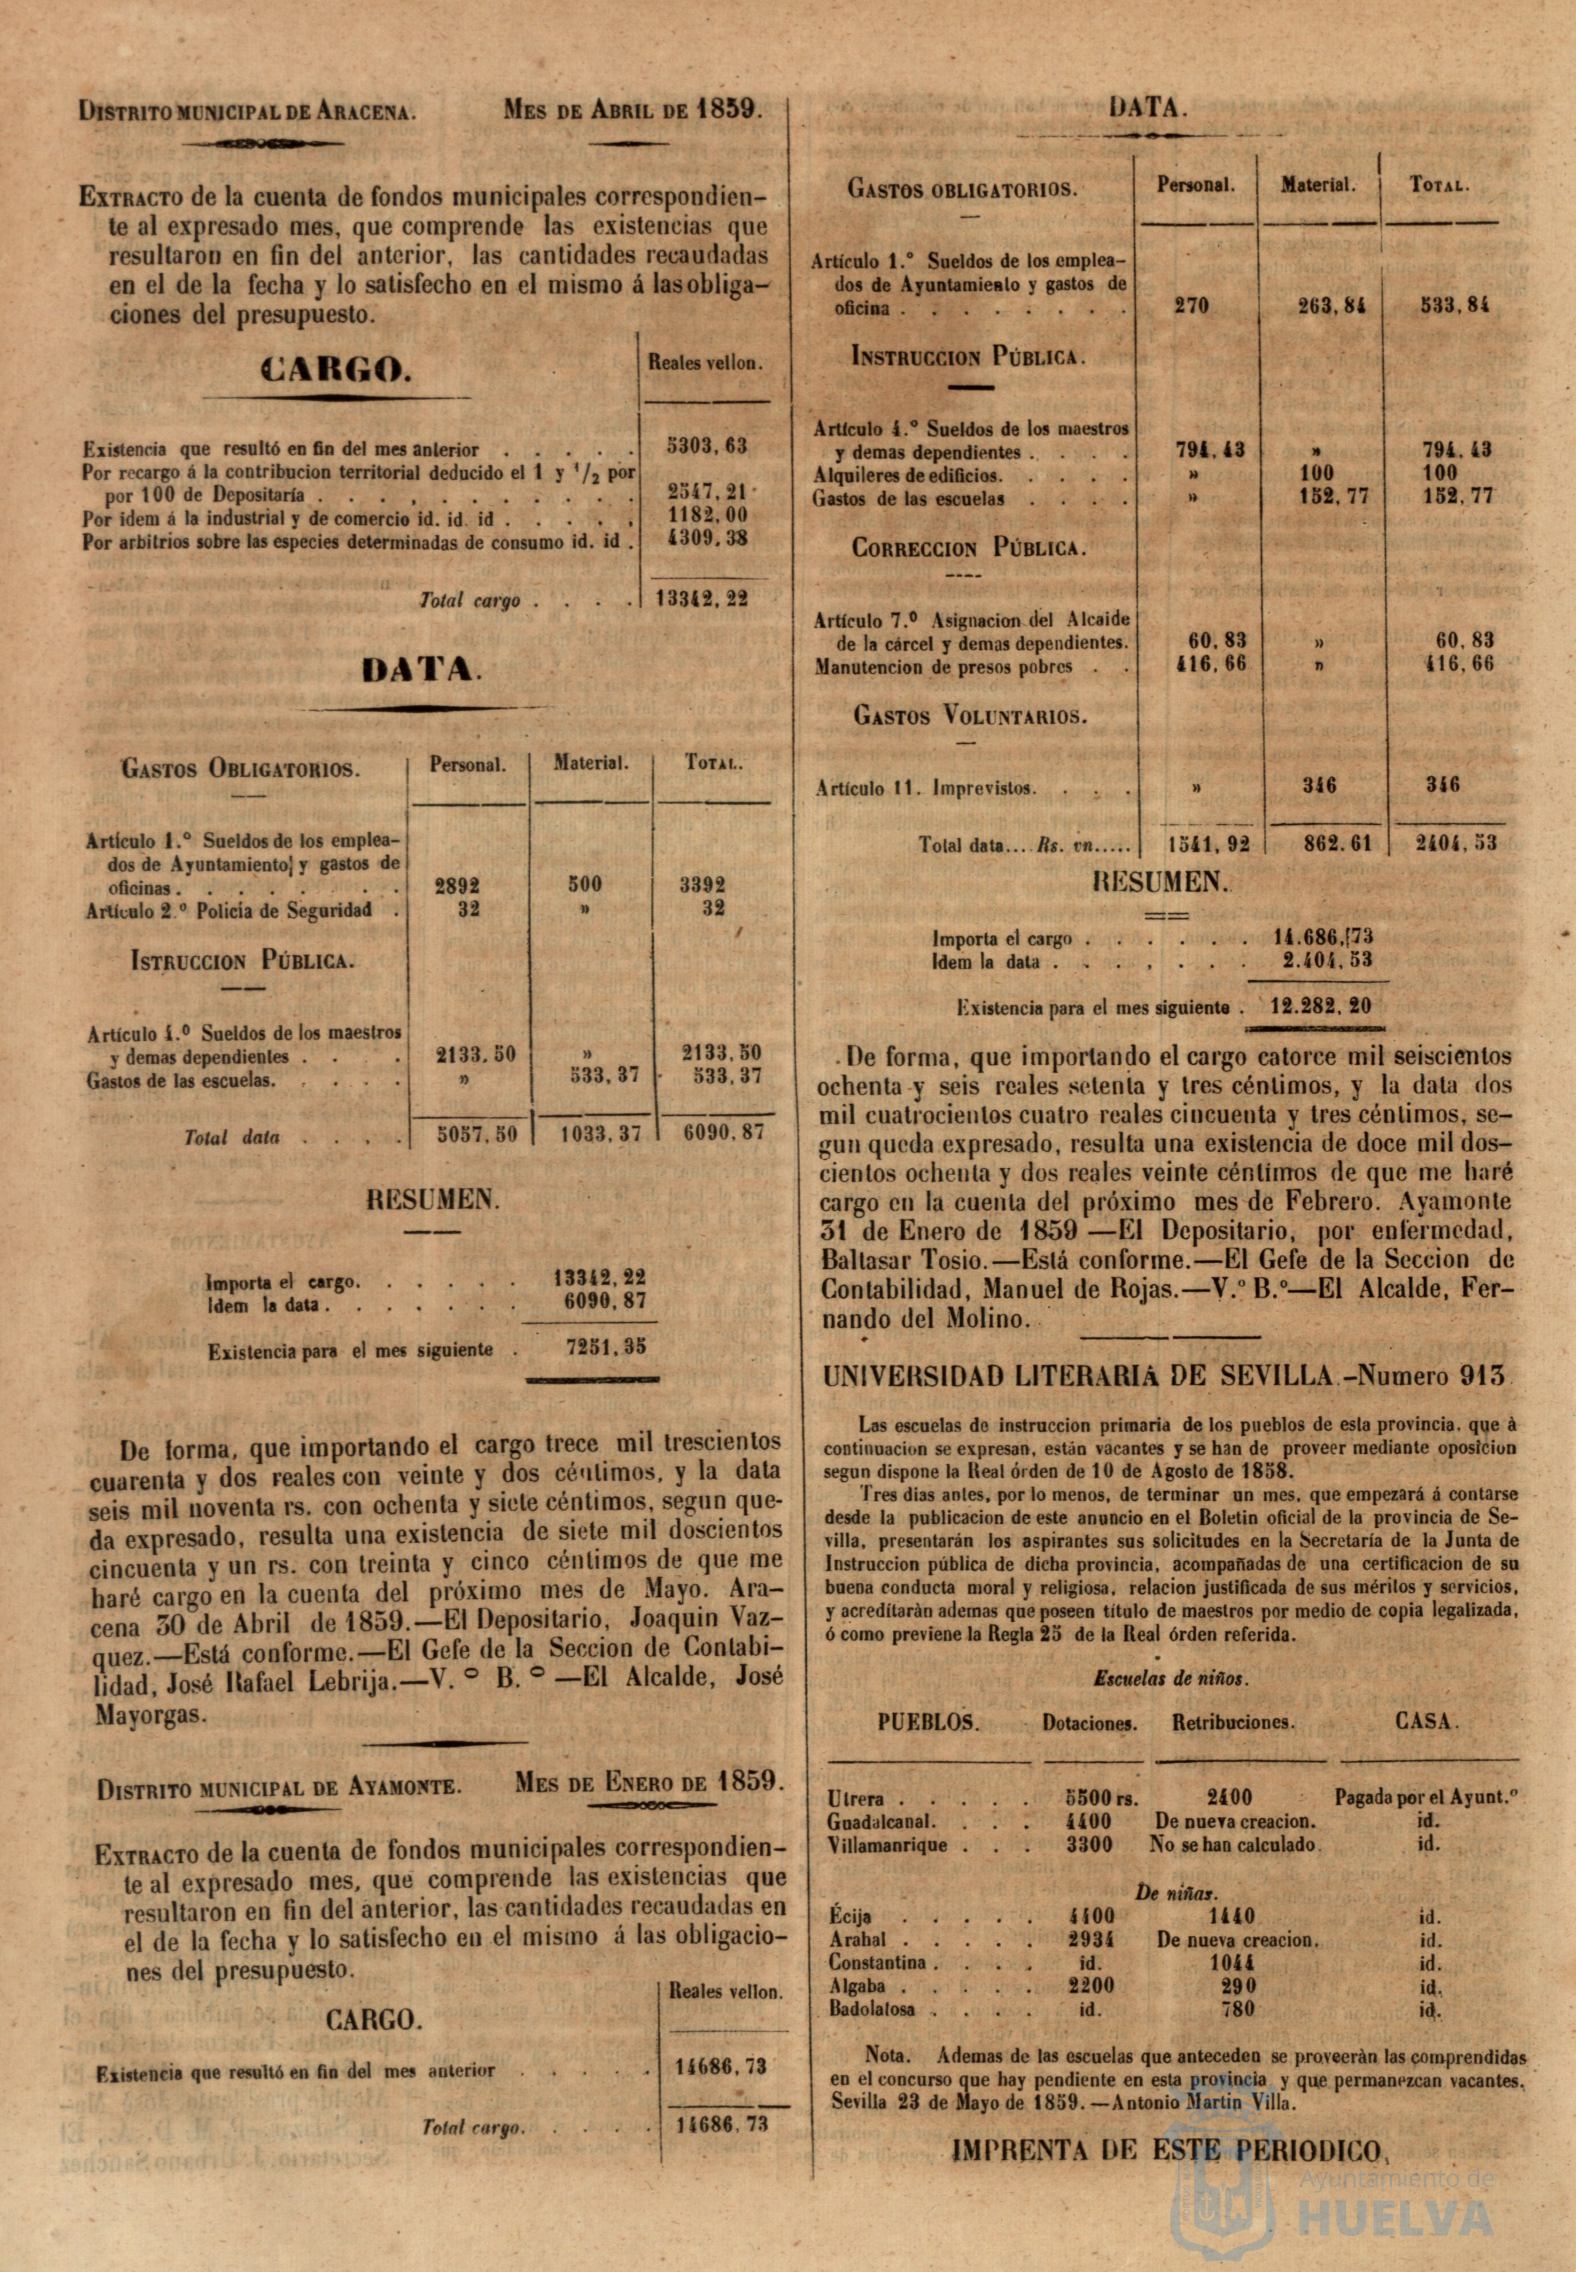 DISTRITO MUNICIPAL DE ARACENA. MES DE ABRIL DE 1859.
EXTRACTO de la cuenta de fondos municipales correspondien-
te al expresado mes, que comprende las existencias que
resultaron en fin del anterior, las cantidades recaudadas
en el de la fecha y lo satisfecho en el mismo á las obliga-
ciones del presupuesto.
CARGO. Reales vellon.
Existencia que resultó en fin del mes anterior . . . . . 5303,63
Por recargo á la contribucion territorial deducido el 1 y 1/2 por
por 100 de Depositaría . . . . . . . . . . . 2547,21
Por idem á la industrial y de comercio id. id. id . . . . . 1182,00
Por arbitrios sobre las especies determinadas de consumo id. id . 4309,38
Total cargo . . . . 13342,22
DATA.
GASTOS OBLIGATORIOS. Personal. Material. TOTAL.
Artículo 1.º Sueldos de los emplea-
dos de Ayuntamiento y gastos de
oficinas . . . . . . . . 2892 500 3392
Artículo 2.º Policía de Seguridad . 32 » 32
ISTRUCCION PÚBLICA.
Artículo 4.º Sueldos de los maestros
y demas dependientes . . . 2133,50 » 2133,50
Gastos de las escuelas. . . . . » 533,37 533,37
Total data . . . . 5057,50 1033,37 6090,87
RESUMEN.
Importa el cargo. . . . . . 13342,22
Idem la data . . . . . . . 6090,87
Existencia para el mes siguiente . 7251,35
De forma, que importando el cargo trece mil trescientos
cuarenta y dos reales con veinte y dos céntimos, y la data
seis mil noventa rs. con ochenta y siete céntimos, segun que-
da expresado, resulta una existencia de siete mil doscientos
cincuenta y un rs. con treinta y cinco céntimos de que me
haré cargo en la cuenta del próximo mes de Mayo. Ara-
cena 30 de Abril de 1859.—El Depositario, Joaquin Vaz-
quez.—Está conforme.—El Gefe de la Seccion de Contabi-
lidad, José Rafael Lebrija.—V.º B.º —El Alcalde, José
Mayorgas.
DISTRITO MUNICIPAL DE AYAMONTE. MES DE ENERO DE 1859.
EXTRACTO de la cuenta de fondos municipales correspondien-
te al expresado mes, que comprende las existencias que
resultaron en fin del anterior, las cantidades recaudadas en
el de la fecha y lo satisfecho en el mismo á las obligacio-
nes del presupuesto.
CARGO. Reales vellon.
Existencia que resultó en fin del mes anterior . . . . . 14686,73
Total cargo. . . . . 14686,73
DATA.
GASTOS OBLIGATORIOS. Personal. Material. TOTAL.
Artículo 1.º Sueldos de los emplea-
dos de Ayuntamiento y gastos de
oficina . . . . . . . . 270 263,84 533,84
INSTRUCCION PÚBLICA.
Artículo 4.º Sueldos de los maestros
y demas dependientes . . . . 794,43 » 794,43
Alquileres de edificios. . . . . » 100 100
Gastos de las escuelas . . . . » 152,77 152,77
CORRECCION PÚBLICA.
Artículo 7.º Asignacion del Alcaide
de la cárcel y demas dependientes. 60,83 » 60,83
Manutencion de presos pobres . . 416,66 » 416,66
GASTOS VOLUNTARIOS.
Artículo 11. Imprevistos. . . . » 346 346
Total data.... Rs. vn..... 1541,92 862,61 2404,53
RESUMEN.
Importa el cargo . . . . . . 14.686,73
Idem la data . . . . . . . 2.404,53
Existencia para el mes siguiente . 12.282,20
De forma, que importando el cargo catorce mil seiscientos
ochenta y seis reales setenta y tres céntimos, y la data dos
mil cuatrocientos cuatro reales cincuenta y tres céntimos, se-
gun queda expresado, resulta una existencia de doce mil dos-
cientos ochenta y dos reales veinte céntimos de que me haré
cargo en la cuenta del próximo mes de Febrero. Ayamonte
31 de Enero de 1859 —El Depositario, por enfermedad,
Baltasar Tosio.—Está conforme.—El Gefe de la Seccion de
Contabilidad, Manuel de Rojas.—V.º B.º—El Alcalde, Fer-
nando del Molino.
UNIVERSIDAD LITERARIA DE SEVILLA.-Numero 913.
Las escuelas de instruccion primaria de los pueblos de esta provincia, que à
continuacion se expresan, están vacantes y se han de proveer mediante oposicion
segun dispone la Real órden de 10 de Agosto de 1858.
Tres dias antes, por lo menos, de terminar un mes, que empezará á contarse
desde la publicacion de este anuncio en el Boletin oficial de la provincia de Se-
villa, presentarán los aspirantes sus solicitudes en la Secretaría de la Junta de
Instruccion pública de dicha provincia, acompañadas de una certificacion de su
buena conducta moral y religiosa, relacion justificada de sus méritos y servicios,
y acreditaràn ademas que poseen título de maestros por medio de copia legalizada,
ó como previene la Regla 25 de la Real órden referida.
Escuelas de niños.
PUEBLOS. Dotaciones. Retribuciones. CASA.
Utrera . . . . . 5500 rs. 2400 Pagada por el Ayunt.º
Guadalcanal. . . . 4400 De nueva creacion. id.
Villamanrique . . . 3300 No se han calculado. id.
De niñas.
Écija . . . . . 4400 1440 id.
Arahal . . . . . 2934 De nueva creacion. id.
Constantina . . . . id. 1044 id.
Algaba . . . . . 2200 290 id.
Badolatosa . . . . id. 780 id.
Nota. Ademas de las escuelas que anteceden se proveeràn las comprendidas
en el concurso que hay pendiente en esta provincia y que permanezcan vacantes.
Sevilla 23 de Mayo de 1859.—Antonio Martin Villa.
IMPRENTA DE ESTE PERIODICO.
Ayuntamiento de
HUELVA